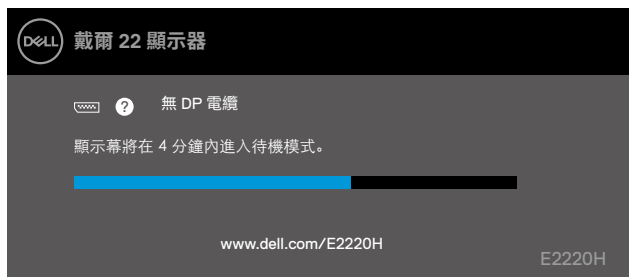 DELL 戴爾 22 顯示器
? 無 DP 電纜
顯示幕將在 4 分鐘內進入待機模式。
www.dell.com/E2220H
E2220H